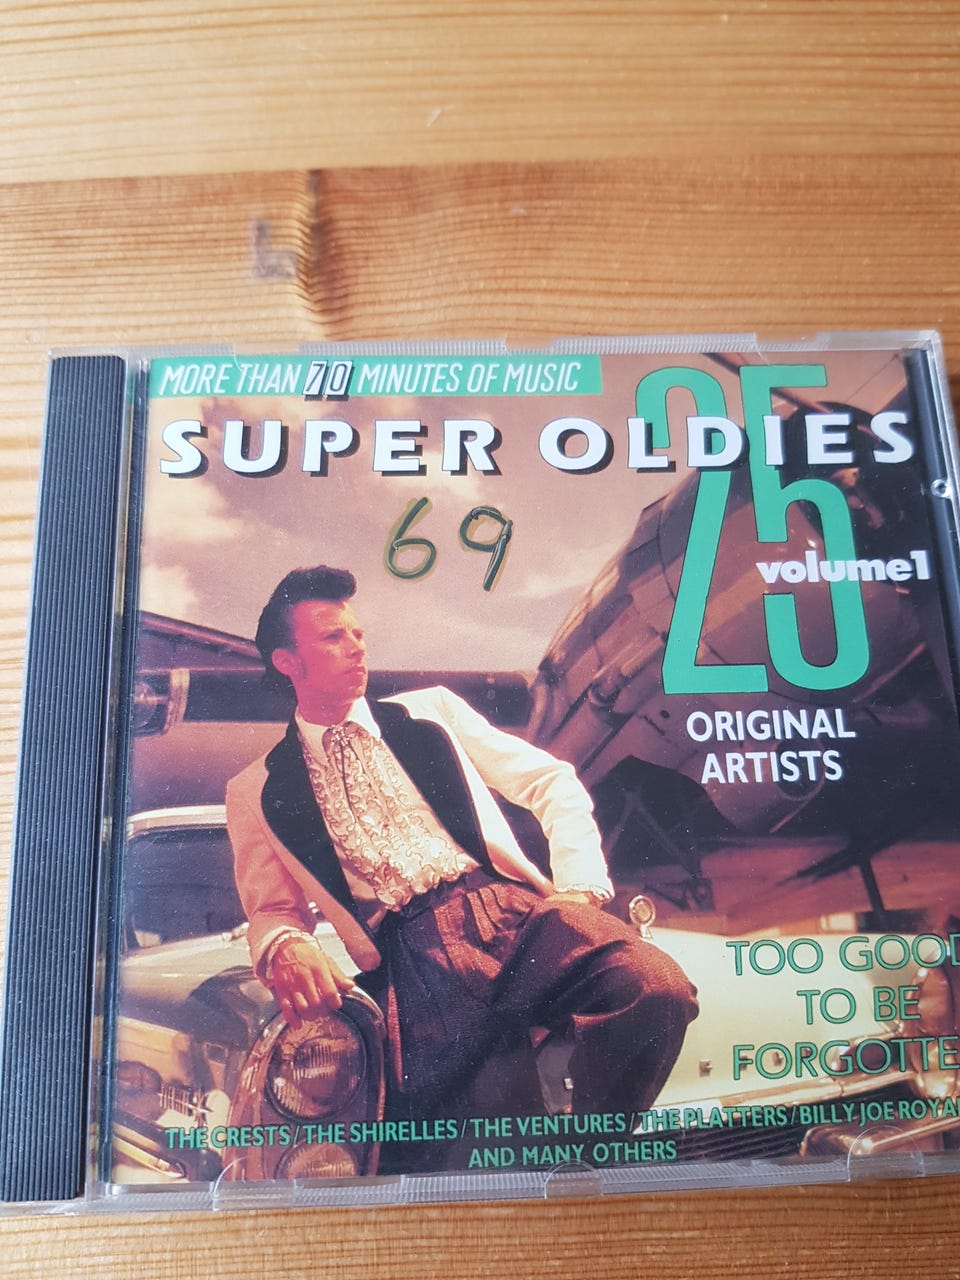 MORE THAN 70 MINUTES OF MUSIC
SUPER OLDIES
25
69
volume1
ORIGINAL
ARTISTS
TOO GOOD
TO BE
FORGOTTE
THE CRESTS/THE SHIRELLES/THE VENTURES/THE PLATTERS/BILLY JOE ROYA
AND MANY OTHERS